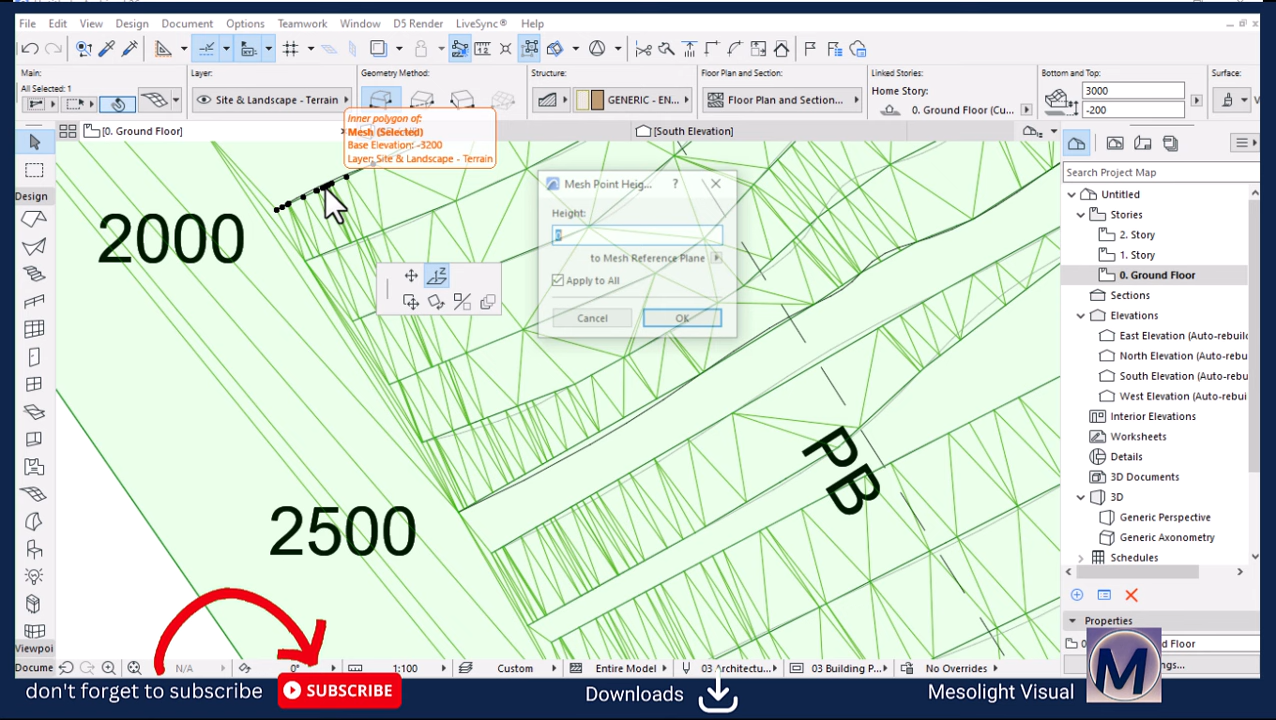 File Edit View Design Document Options Teamwork Window D5 Render LiveSync® Help
Main:
All Selected: 1
Layer:
Site & Landscape - Terrain
Geometry Method:
Structure:
GENERIC - EN...
Floor Plan and Section:
Floor Plan and Section...
Linked Stories:
Home Story:
0. Ground Floor (Cu...
Bottom and Top:
3000
-200
Surface:
[0. Ground Floor]
[South Elevation]
Inner polygon of:
Mesh (Selected)
Base Elevation: -3200
Layer: Site & Landscape - Terrain
Design
Mesh Point Heig...
?
Height:
to Mesh Reference Plane
Apply to All
Cancel
OK
2000
2500
PB
Search Project Map
Untitled
Stories
2. Story
1. Story
0. Ground Floor
Sections
Elevations
East Elevation (Auto-rebuil
North Elevation (Auto-rebu
South Elevation (Auto-rebu
West Elevation (Auto-rebui
Interior Elevations
Worksheets
Details
3D Documents
3D
Generic Perspective
Generic Axonometry
Schedules
Properties
Viewpoi
Docume
N/A
0°
1:100
Custom
Entire Model
03 Architectu...
03 Building P...
No Overrides
don't forget to subscribe
SUBSCRIBE
Downloads
Mesolight Visual
M